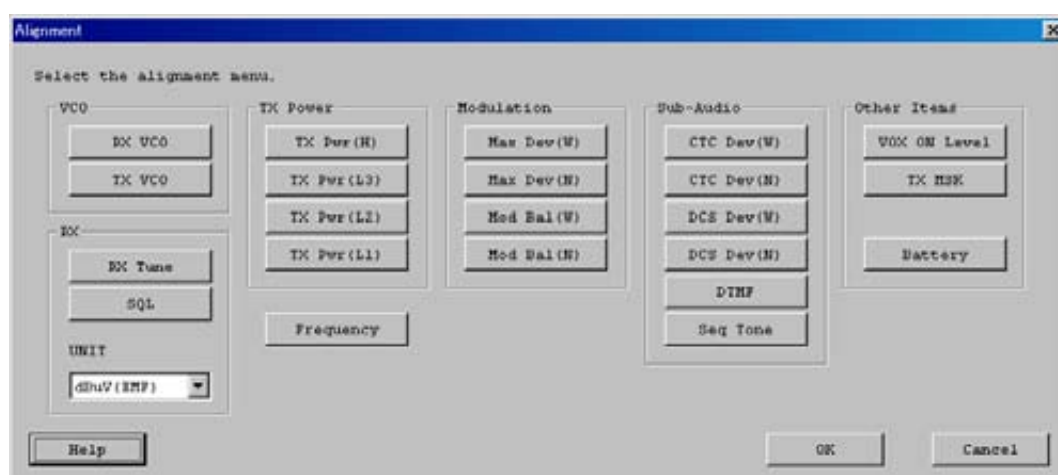 Alignment
Select the alignment menu.
VCO
RX VCO
TX VCO
RX
RX Tune
SQL
UNIT
dBuV(EMF)
TX Power
TX Pwr(H)
TX Pwr(L3)
TX Pwr(L2)
TX Pwr(L1)
Frequency
Modulation
Max Dev(W)
Max Dev(N)
Mod Bal(W)
Mod Bal(N)
Sub-Audio
CTC Dev(W)
CTC Dev(N)
DCS Dev(W)
DCS Dev(N)
DTMF
Seq Tone
Other Items
VOX ON Level
TX MSK
Battery
Help
OK
Cancel